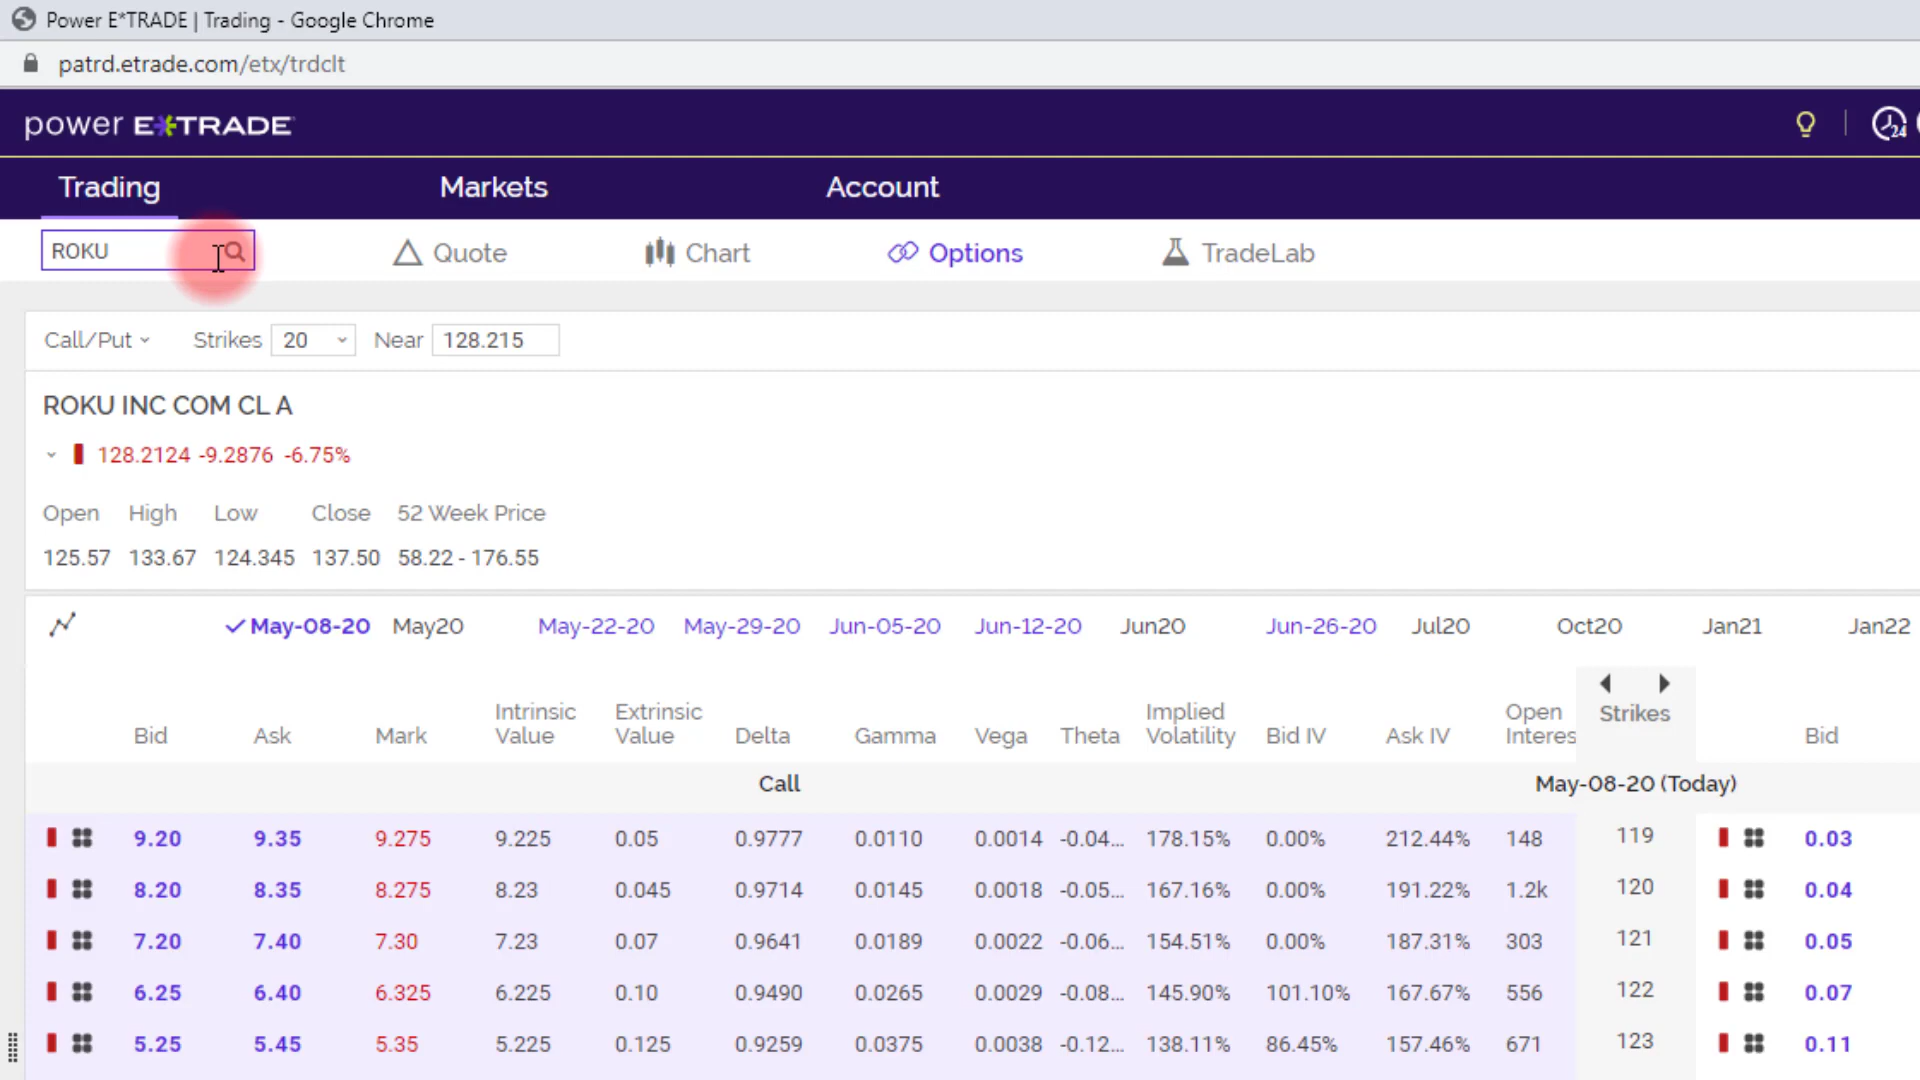 Power E*TRADE | Trading - Google Chrome
patrd.etrade.com/etx/trdclt
power E*TRADE
24
Trading Markets Account
ROKU Quote Chart Options TradeLab
Call/Put Strikes 20 Near 128.215
ROKU INC COM CL A
128.2124 -9.2876 -6.75%
Open High Low Close 52 Week Price
125.57 133.67 124.345 137.50 58.22 - 176.55
May-08-20 May20 May-22-20 May-29-20 Jun-05-20 Jun-12-20 Jun20 Jun-26-20 Jul20 Oct20 Jan21 Jan22
Bid Ask Mark Intrinsic Value Extrinsic Value Delta Gamma Vega Theta Implied Volatility Bid IV Ask IV Open Interes Strikes Bid
Call May-08-20 (Today)
9.20 9.35 9.275 9.225 0.05 0.9777 0.0110 0.0014 -0.04... 178.15% 0.00% 212.44% 148 119 0.03
8.20 8.35 8.275 8.23 0.045 0.9714 0.0145 0.0018 -0.05... 167.16% 0.00% 191.22% 1.2k 120 0.04
7.20 7.40 7.30 7.23 0.07 0.9641 0.0189 0.0022 -0.06... 154.51% 0.00% 187.31% 303 121 0.05
6.25 6.40 6.325 6.225 0.10 0.9490 0.0265 0.0029 -0.08... 145.90% 101.10% 167.67% 556 122 0.07
5.25 5.45 5.35 5.225 0.125 0.9259 0.0375 0.0038 -0.12... 138.11% 86.45% 157.46% 671 123 0.11